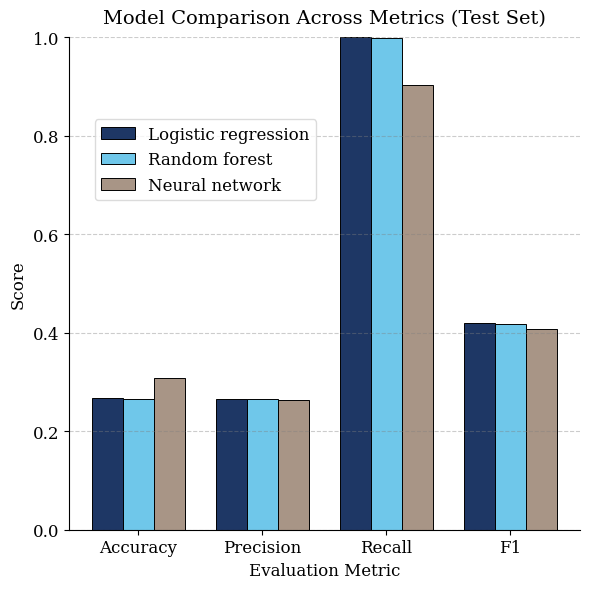 Model Comparison Across Metrics (Test Set)
1.0
0.8
0.6
0.4
0.2
0.0
Score
Logistic regression
Random forest
Neural network
Accuracy Precision Recall F1
Evaluation Metric